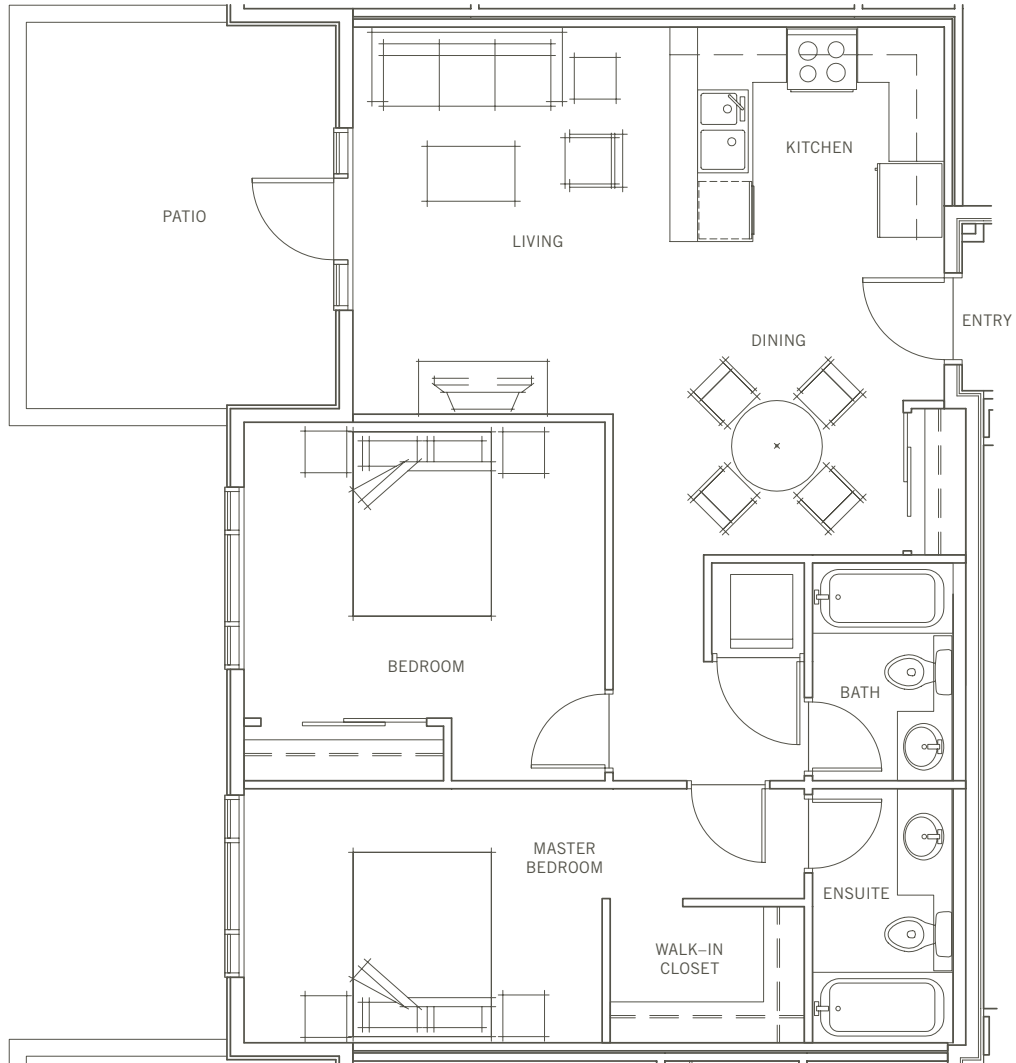 KITCHEN
PATIO
LIVING
ENTRY
DINING
BEDROOM
BATH
MASTER
BEDROOM
ENSUITE
WALK–IN
CLOSET